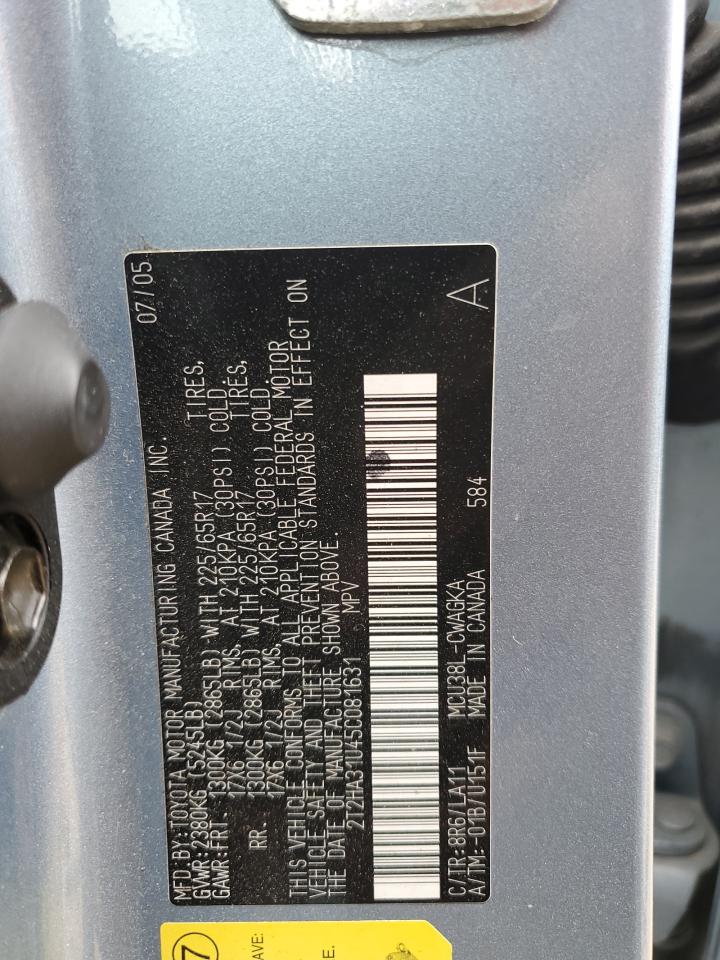 MFD.BY:TOYOTA MOTOR MANUFACTURING CANADA INC. 07/05
GVWR:2380KG (5245LB)
GAWR:FRT. 1300KG (2865LB) WITH 225/65R17 TIRES,
17X6 1/2J RIMS, AT 210KPA (30PSI) COLD.
RR. 1300KG (2865LB) WITH 225/65R17 TIRES,
17X6 1/2J RIMS, AT 210KPA (30PSI) COLD.
THIS VEHICLE CONFORMS TO ALL APPLICABLE FEDERAL MOTOR
VEHICLE SAFETY AND THEFT PREVENTION STANDARDS IN EFFECT ON
THE DATE OF MANUFACTURE SHOWN ABOVE.
2T2HA31U45C081631 MPV
C/TR:8R6/LA11 MCU38L-CWAGKA 584 A
A/TM:-01B/U151F MADE IN CANADA
7
AVE:
E.